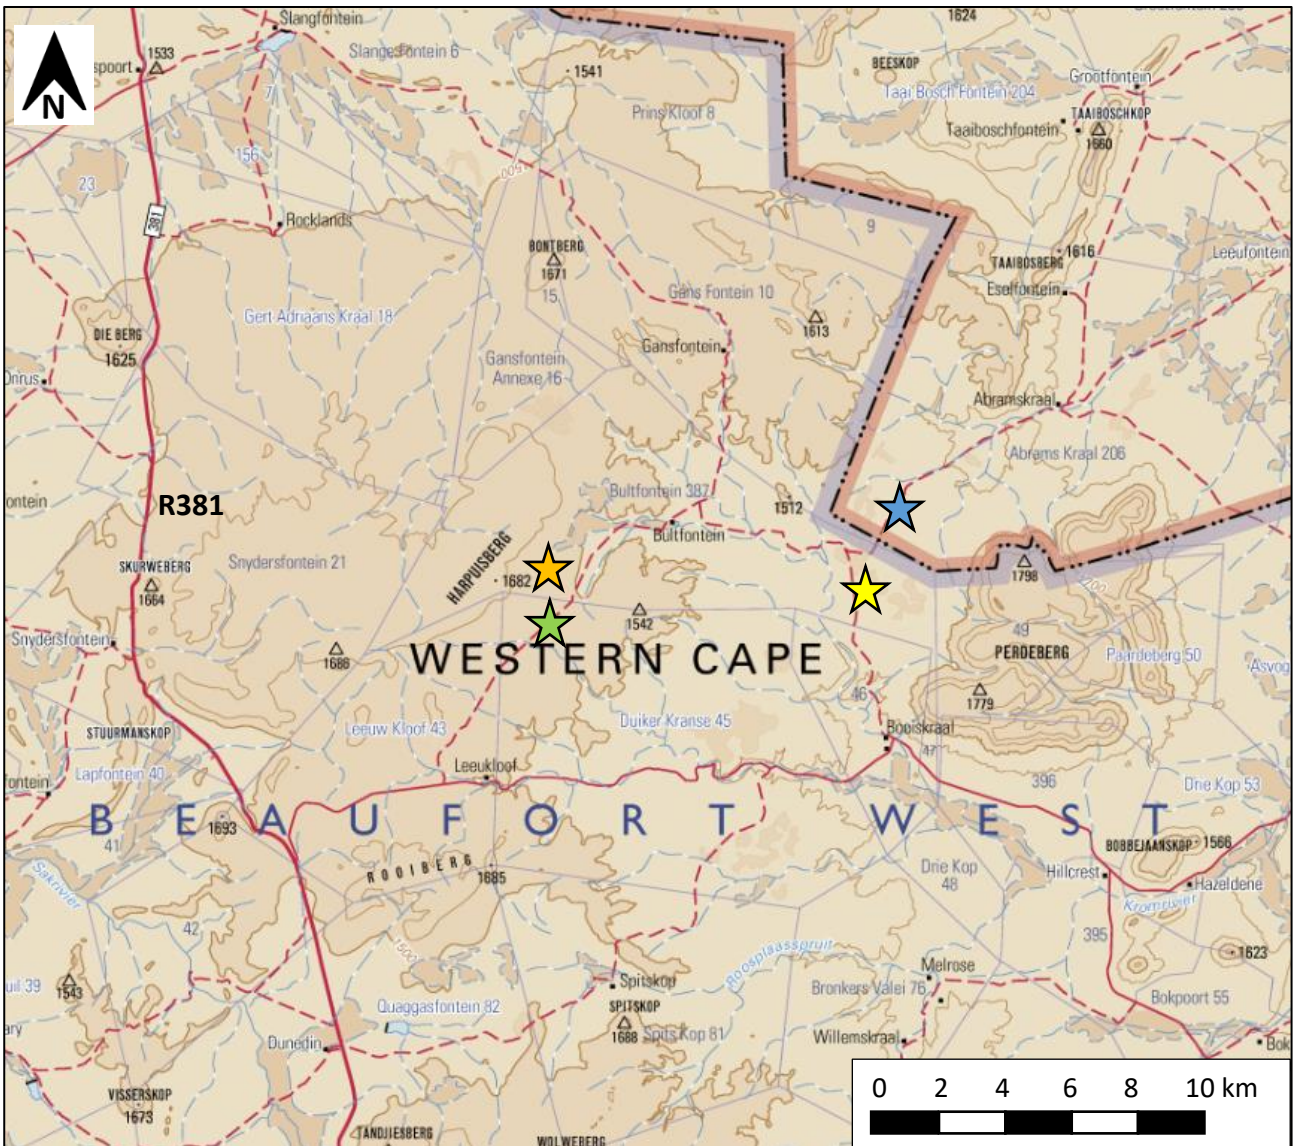 1624
Slangfontein
1533
spoort
Slange Fontein 6
1541
BEESKOP
Grootfontein
Taai Bosch Fontein 204
N
7
Prins Kloof 8
TAAIBOSCHKOP
Taaiboschfontein
1660
156
1500
23
381
Rocklands
9
BONTBERG
1671
1616
Leeufontein
TAAIBOSBERG
15
Gans Fontein 10
Eselfontein
Gert Adriaans Kraal 18
1613
DIE BERG
1625
Gansfontein
Gansfontein
Annexe 16
Onrus
Abramskraal
Abrams Kraal 206
Bultfontein 387
ontein
R381
1512
Bultfontein
HARPUISBERG
Snydersfontein 21
SKURWEBERG
1664
1682
1798
1542
49
Snydersfontein
1686
WESTERN CAPE
PERDEBERG
Paardeberg 50
Asvog
46
1779
Duiker Kranse 45
Leeuw Kloof 43
Booiskraal
STUURMANSKOP
47
Leeukloof
Lapfontein 40
fontein
396
Drie Kop 53
BEAUFORT WEST
1693
41
BOBBEJAANSKOP
1566
ROOIBERG
1685
Drie Kop
48
Hillcrest
Hazeldene
Sakrivier
Kromrivier
42
395
1500
Roosplaasspruit
1623
Melrose
1543
uil 39
Spitskop
Bronkers Valei 76
Bokpoort 55
Quaggasfontein 82
SPITSKOP
1688
Spits Kop 81
ary
Dunedin
Willemskraal
Bok
VISSERSKOP
1673
0 2 4 6 8 10 km
TANDJIESBERG
WOLWEBERG